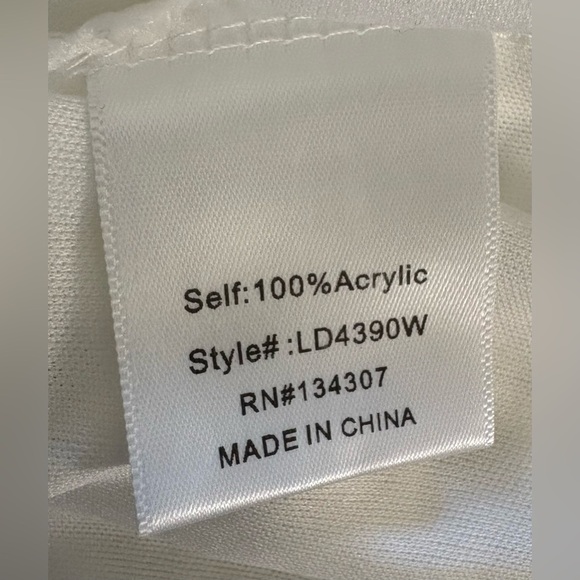 Self:100%Acrylic
Style#:LD4390W
RN#134307
MADE IN CHINA